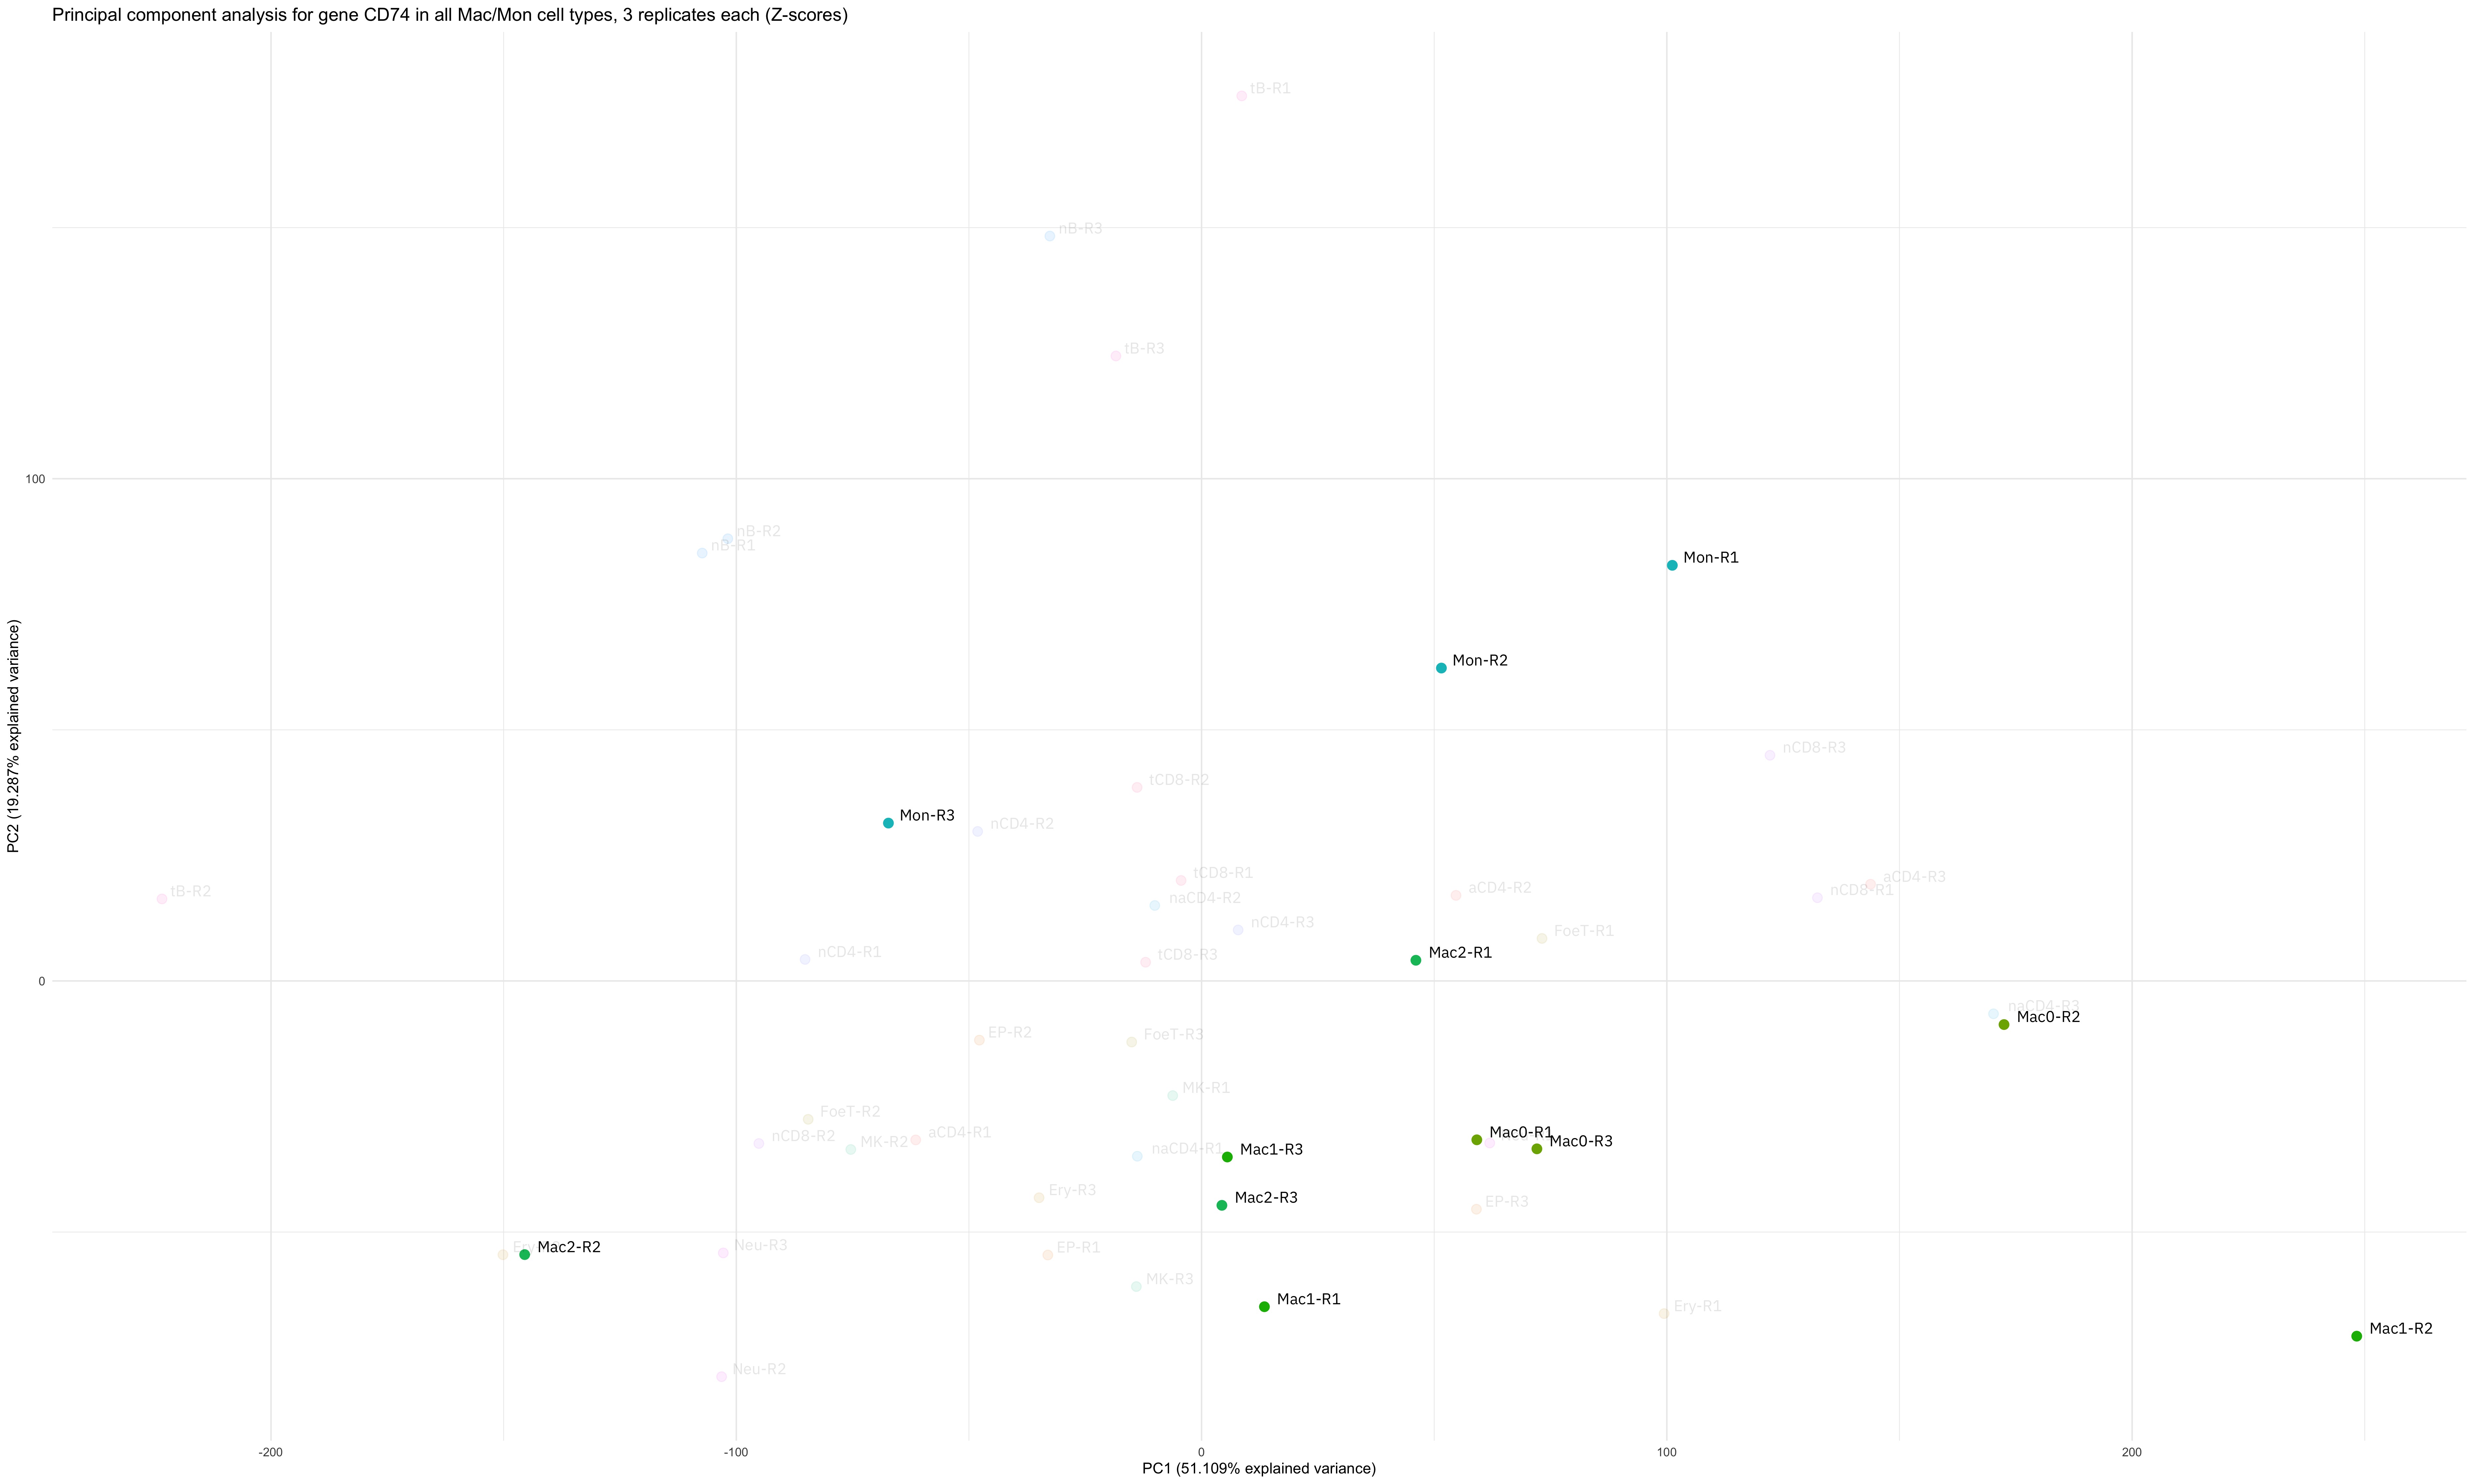 Principal component analysis for gene CD74 in all Mac/Mon cell types, 3 replicates each (Z-scores)
tB-R1
nB-R3
tB-R3
100
nB-R2
nB-R1
Mon-R1
Mon-R2
nCD8-R3
tCD8-R2
Mon-R3
nCD4-R2
tCD8-R1
aCD4-R3
aCD4-R2
nCD8-R1
tB-R2
naCD4-R2
nCD4-R3
FoeT-R1
nCD4-R1
tCD8-R3
Mac2-R1
0
naCD4-R3
Mac0-R2
EP-R2
FoeT-R3
MK-R1
FoeT-R2
aCD4-R1
Mac0-R1
nCD8-R2
MK-R2
Mac0-R3
naCD4-R1
Mac1-R3
Ery-R3
Mac2-R3
EP-R3
Mac2-R2
Neu-R3
EP-R1
MK-R3
Mac1-R1
Ery-R1
Mac1-R2
Neu-R2
-200
-100
0
100
200
PC1 (51.109% explained variance)
PC2 (19.287% explained variance)